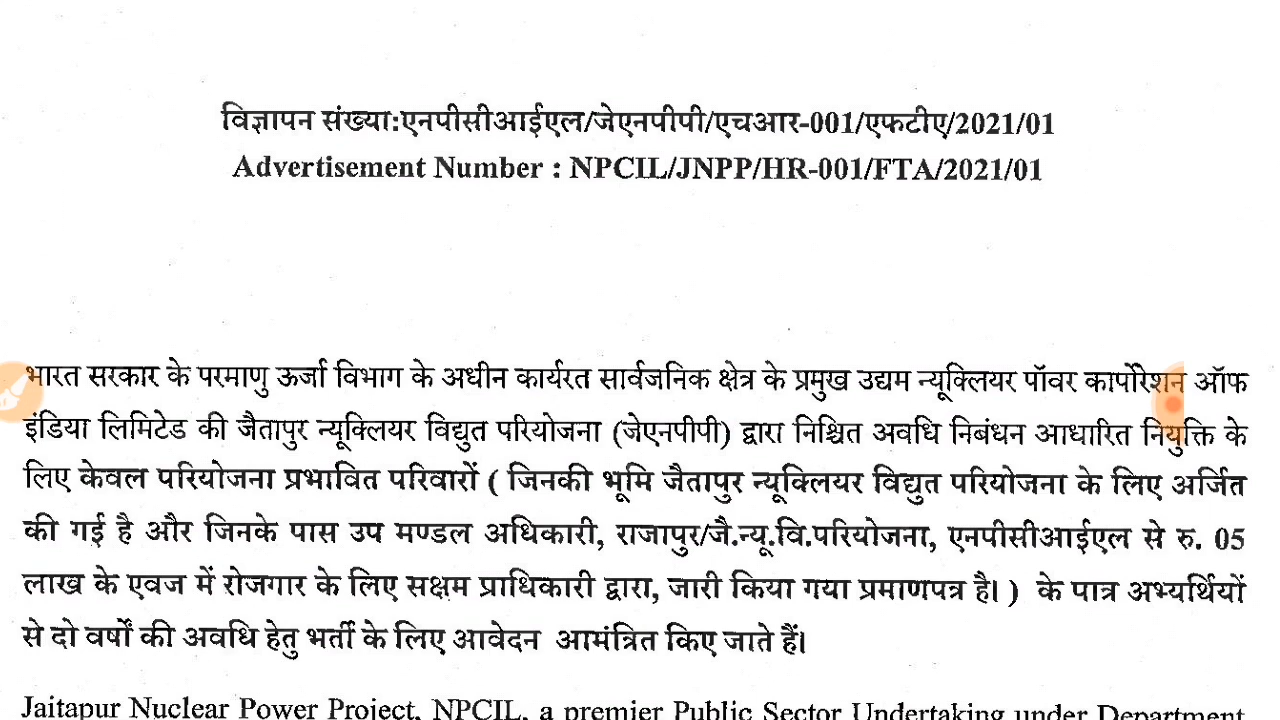 विज्ञापन संख्या:एनपीसीआईएल/जेएनपीपी/एचआर-001/एफटीए/2021/01
Advertisement Number : NPCIL/JNPP/HR-001/FTA/2021/01
भारत सरकार के परमाणु ऊर्जा विभाग के अधीन कार्यरत सार्वजनिक क्षेत्र के प्रमुख उद्यम न्यूक्लियर पॉवर कार्पोरेशन ऑफ
इंडिया लिमिटेड की जैतापुर न्यूक्लियर विद्युत परियोजना (जेएनपीपी) द्वारा निश्चित अवधि निबंधन आधारित नियुक्ति के
लिए केवल परियोजना प्रभावित परिवारों ( जिनकी भूमि जैतापुर न्यूक्लियर विद्युत परियोजना के लिए अर्जित
की गई है और जिनके पास उप मण्डल अधिकारी, राजापुर/जै.न्यू.वि.परियोजना, एनपीसीआईएल से रु. 05
लाख के एवज में रोजगार के लिए सक्षम प्राधिकारी द्वारा, जारी किया गया प्रमाणपत्र है। ) के पात्र अभ्यर्थियों
से दो वर्षों की अवधि हेतु भर्ती के लिए आवेदन आमंत्रित किए जाते हैं।
Jaitapur Nuclear Power Project, NPCIL, a premier Public Sector Undertaking under Department